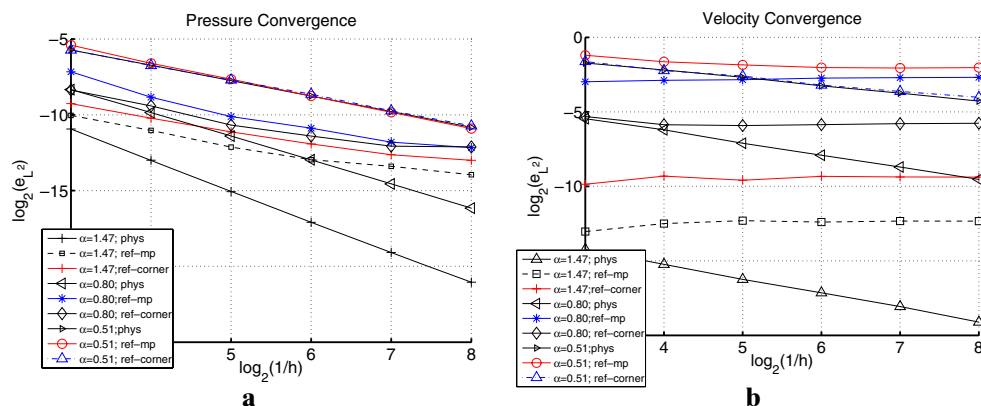 Pressure Convergence
−5
−10
−15
log2(eL2)
α=1.47; phys
α=1.47; ref−mp
α=1.47;ref−corner
α=0.80; phys
α=0.80;ref−mp
α=0.80; ref−corner
α=0.51;phys
α=0.51; ref−mp
α=0.51; ref−corner
5 6 7 8
log2(1/h)
a
Velocity Convergence
0
−5
−10
log2(eL2)
α=1.47; phys
α=1.47; ref−mp
α=1.47;ref−corner
α=0.80; phys
α=0.80;ref−mp
α=0.80; ref−corner
α=0.51;phys
α=0.51; ref−mp
α=0.51; ref−corner
4 5 6 7 8
log2(1/h)
b